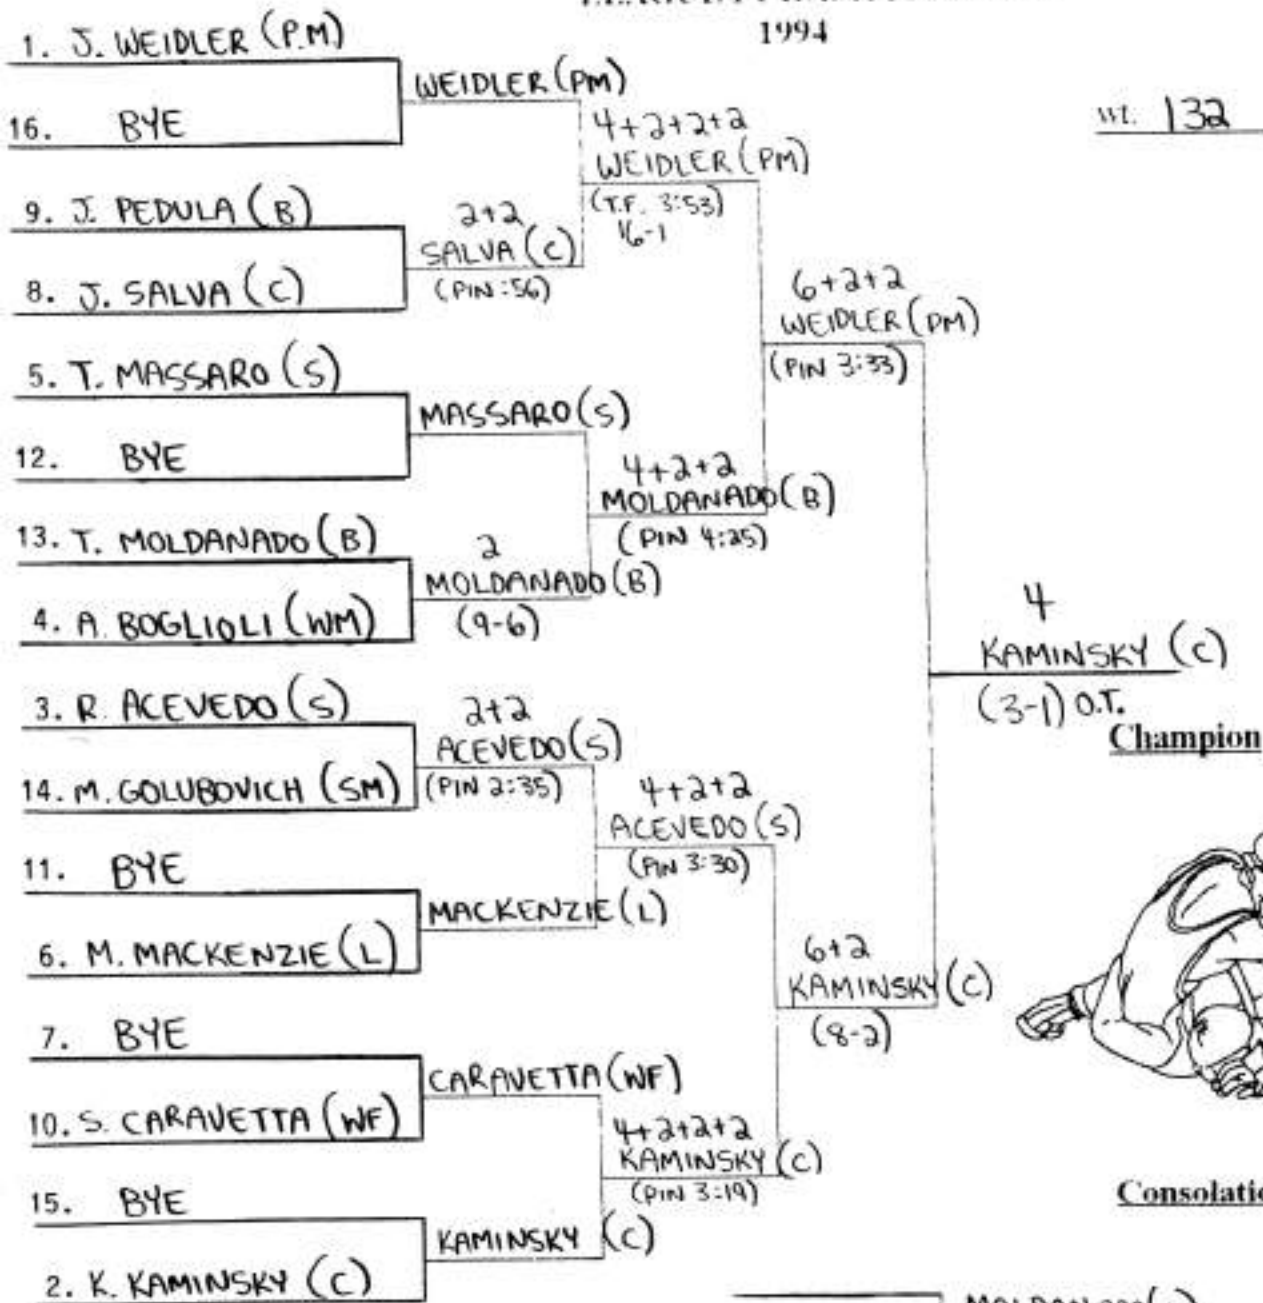 1994
WT. 132
1. J. WEIDLER (P.M)
16. BYE
9. J. PEDULA (B)
8. J. SALVA (C)
5. T. MASSARO (S)
12. BYE
13. T. MOLDANADO (B)
4. A. BOGLIOLI (WM)
3. R. ACEVEDO (S)
14. M. GOLUBOVICH (SM)
11. BYE
6. M. MACKENZIE (L)
7. BYE
10. S. CARAVETTA (WF)
15. BYE
2. K. KAMINSKY (C)
WEIDLER (PM)
2+2
SALVA (C)
(PIN :56)
MASSARO (S)
2
MOLDANADO (B)
(9-6)
2+2
ACEVEDO (S)
(PIN 2:35)
MACKENZIE (L)
CARAVETTA (WF)
KAMINSKY (C)
4+2+2+2
WEIDLER (PM)
(T.F. 3:53)
16-1
4+2+2
MOLDANADO (B)
(PIN 4:25)
4+2+2
ACEVEDO (S)
(PIN 3:30)
4+2+2+2
KAMINSKY (C)
(PIN 3:19)
6+2+2
WEIDLER (PM)
(PIN 3:33)
6+2
KAMINSKY (C)
(8-2)
4
KAMINSKY (C)
(3-1) O.T.
Champion
Consolatio